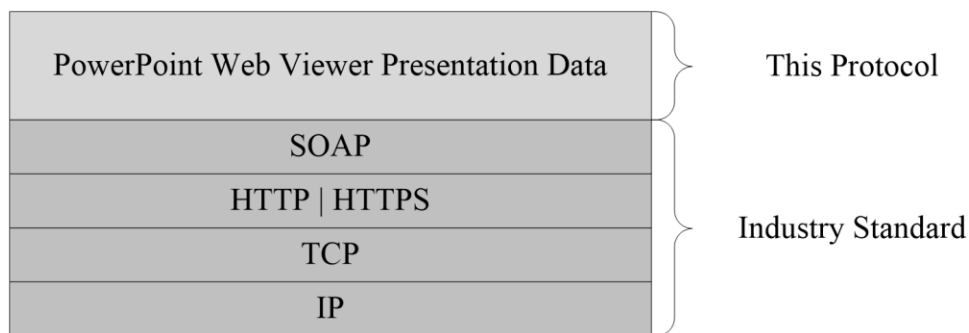 PowerPoint Web Viewer Presentation Data
This Protocol
SOAP
HTTP | HTTPS
TCP
IP
Industry Standard